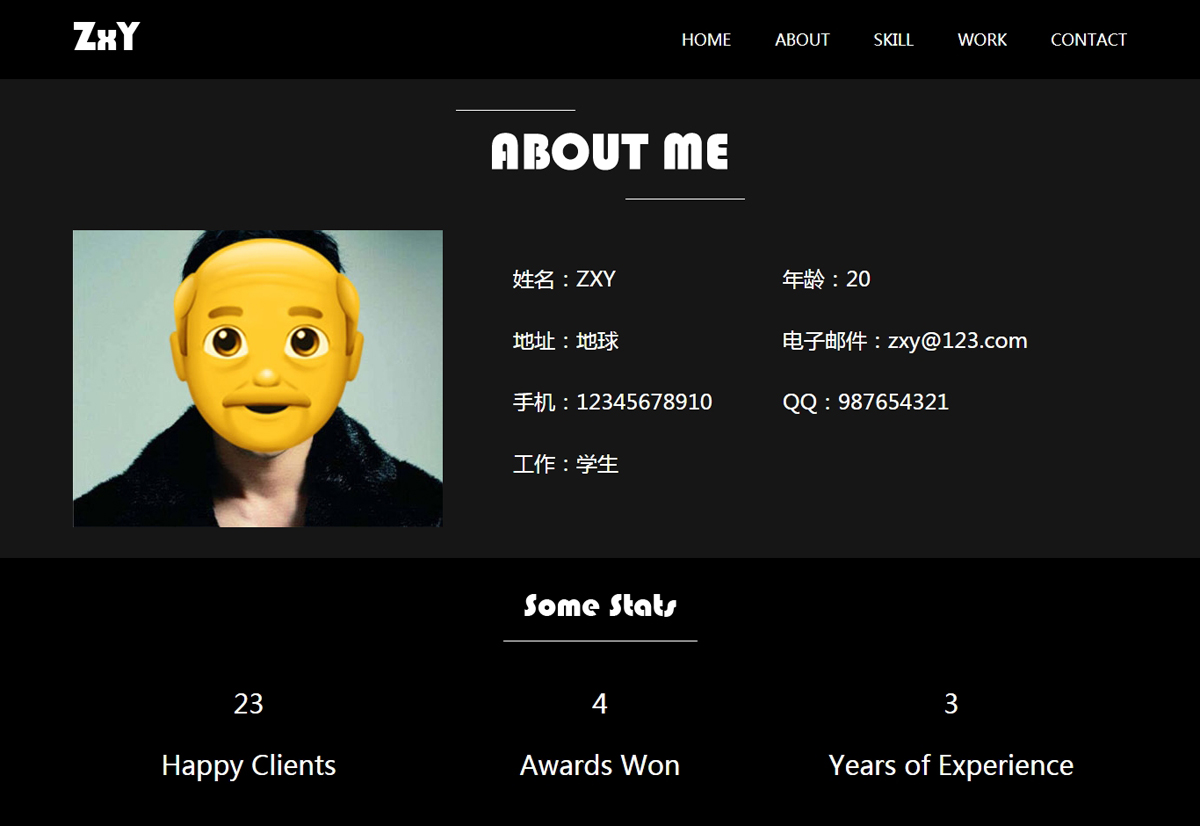 ZxY
HOME ABOUT SKILL WORK CONTACT
ABOUT ME
姓名：ZXY 年龄：20
地址：地球 电子邮件：zxy@123.com
手机：12345678910 QQ：987654321
工作：学生
Some Stats
23 4 3
Happy Clients Awards Won Years of Experience